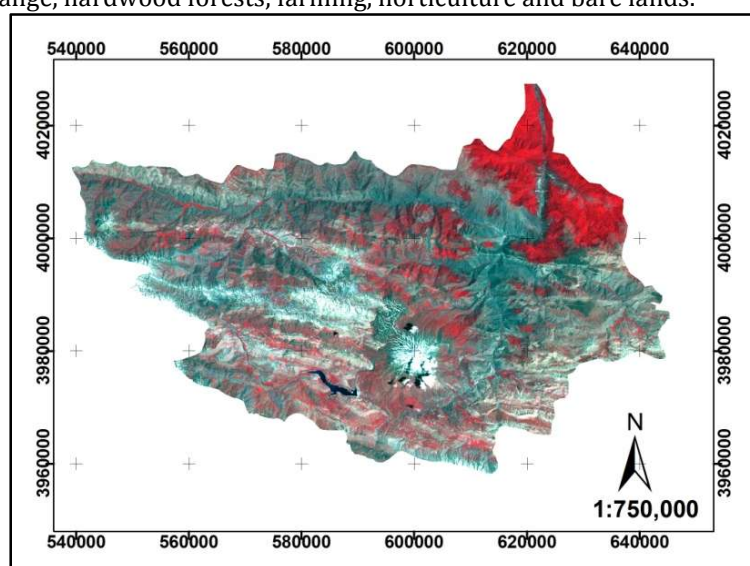 ange, hardwood forests, farming, horticulture and bare lands.
540000 560000 580000 600000 620000 640000
4020000 4020000
4000000 4000000
3980000 3980000
3960000 3960000
N
1:750,000
540000 560000 580000 600000 620000 640000